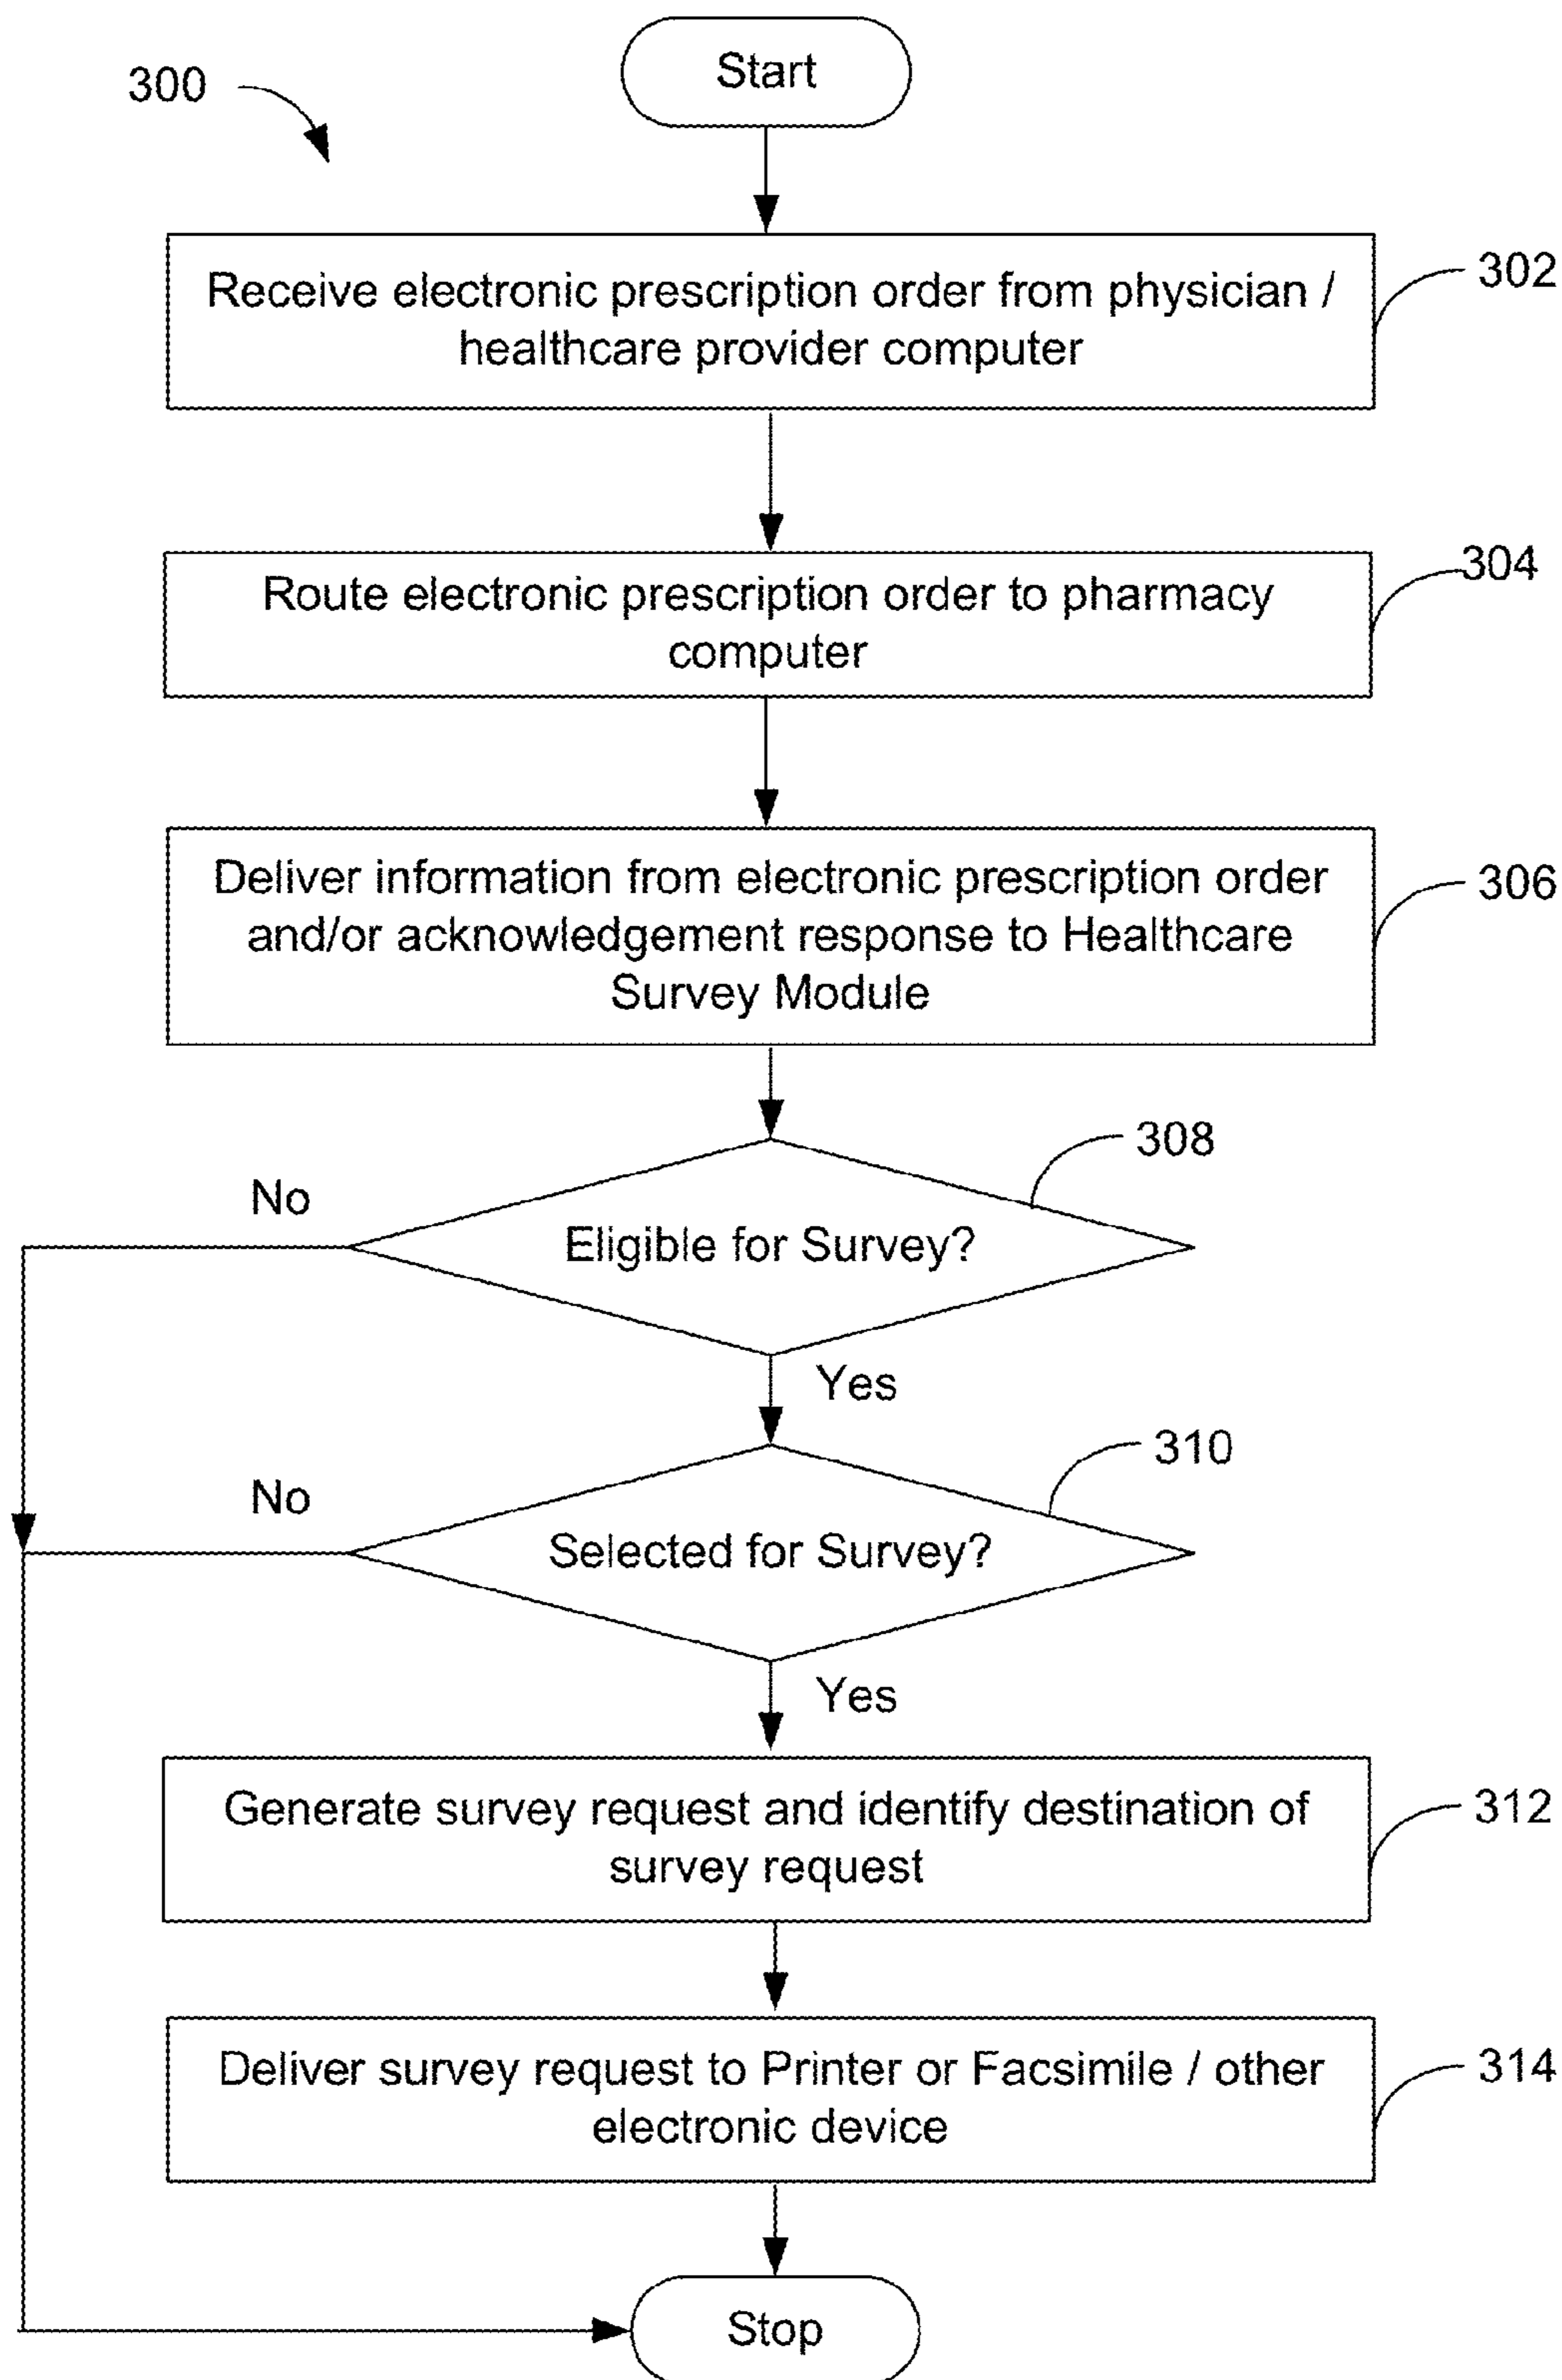 Start
300
Receive electronic prescription order from physician /
healthcare provider computer
302
Route electronic prescription order to pharmacy
computer
304
Deliver information from electronic prescription order
and/or acknowledgement response to Healthcare
Survey Module
306
308
No
Eligible for Survey?
Yes
310
No
Selected for Survey?
Yes
Generate survey request and identify destination of
survey request
312
Deliver survey request to Printer or Facsimile / other
electronic device
314
Stop